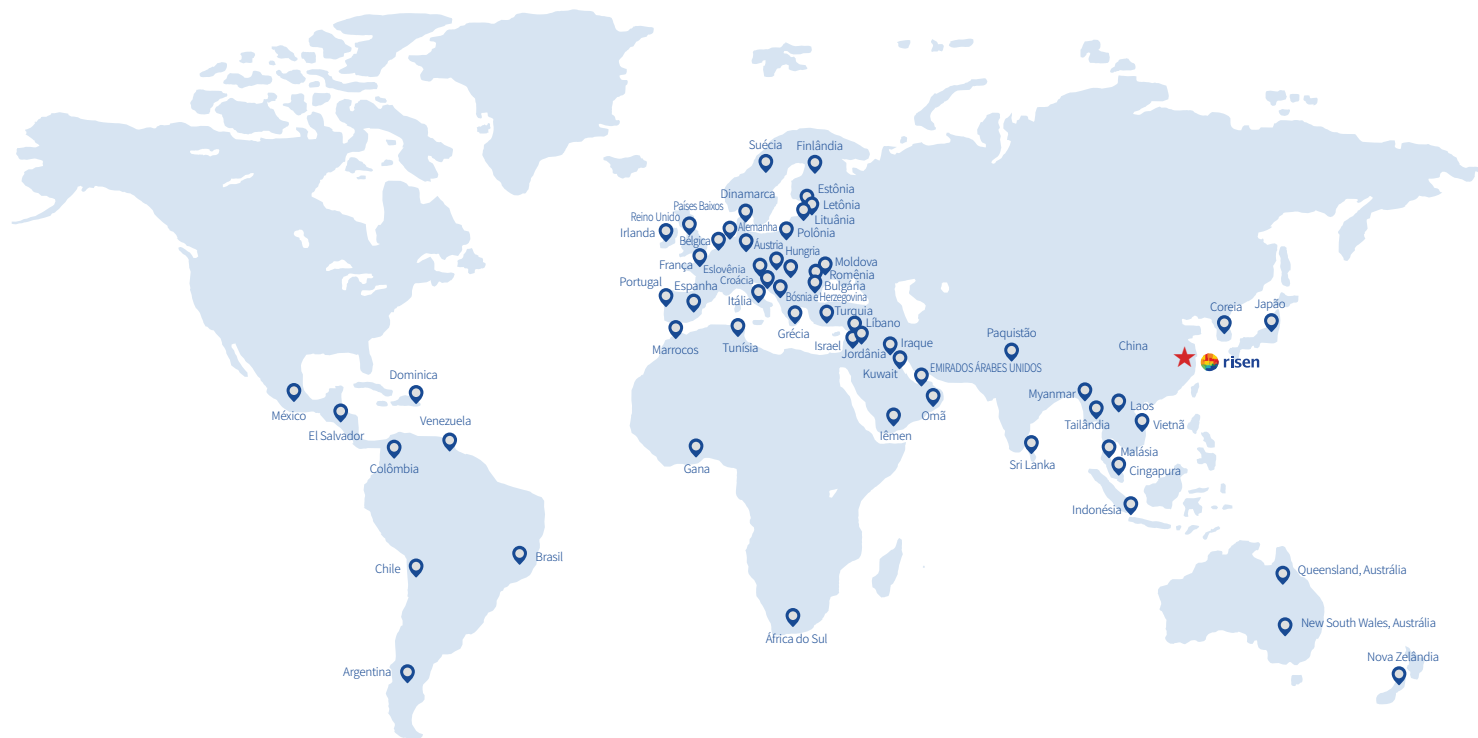 Suécia
Finlândia
Estônia
Dinamarca
Letônia
Países Baixos
Lituânia
Reino Unido
Alemanha
Irlanda
Polônia
Bélgica
Áustria
Hungria
França
Eslovênia
Moldova
Romênia
Croácia
Portugal
Espanha
Bulgária
Itália
Bósnia e Herzegovina
Turquia
Líbano
Grécia
Israel
Iraque
Marrocos
Tunísia
Jordânia
Kuwait
EMIRADOS ÁRABES UNIDOS
Omã
Iêmen
Paquistão
China
risen
Coreia
Japão
Dominica
México
Venezuela
El Salvador
Colômbia
Gana
Myanmar
Laos
Tailândia
Vietnã
Malásia
Sri Lanka
Cingapura
Indonésia
Brasil
Chile
Queensland, Austrália
New South Wales, Austrália
África do Sul
Nova Zelândia
Argentina